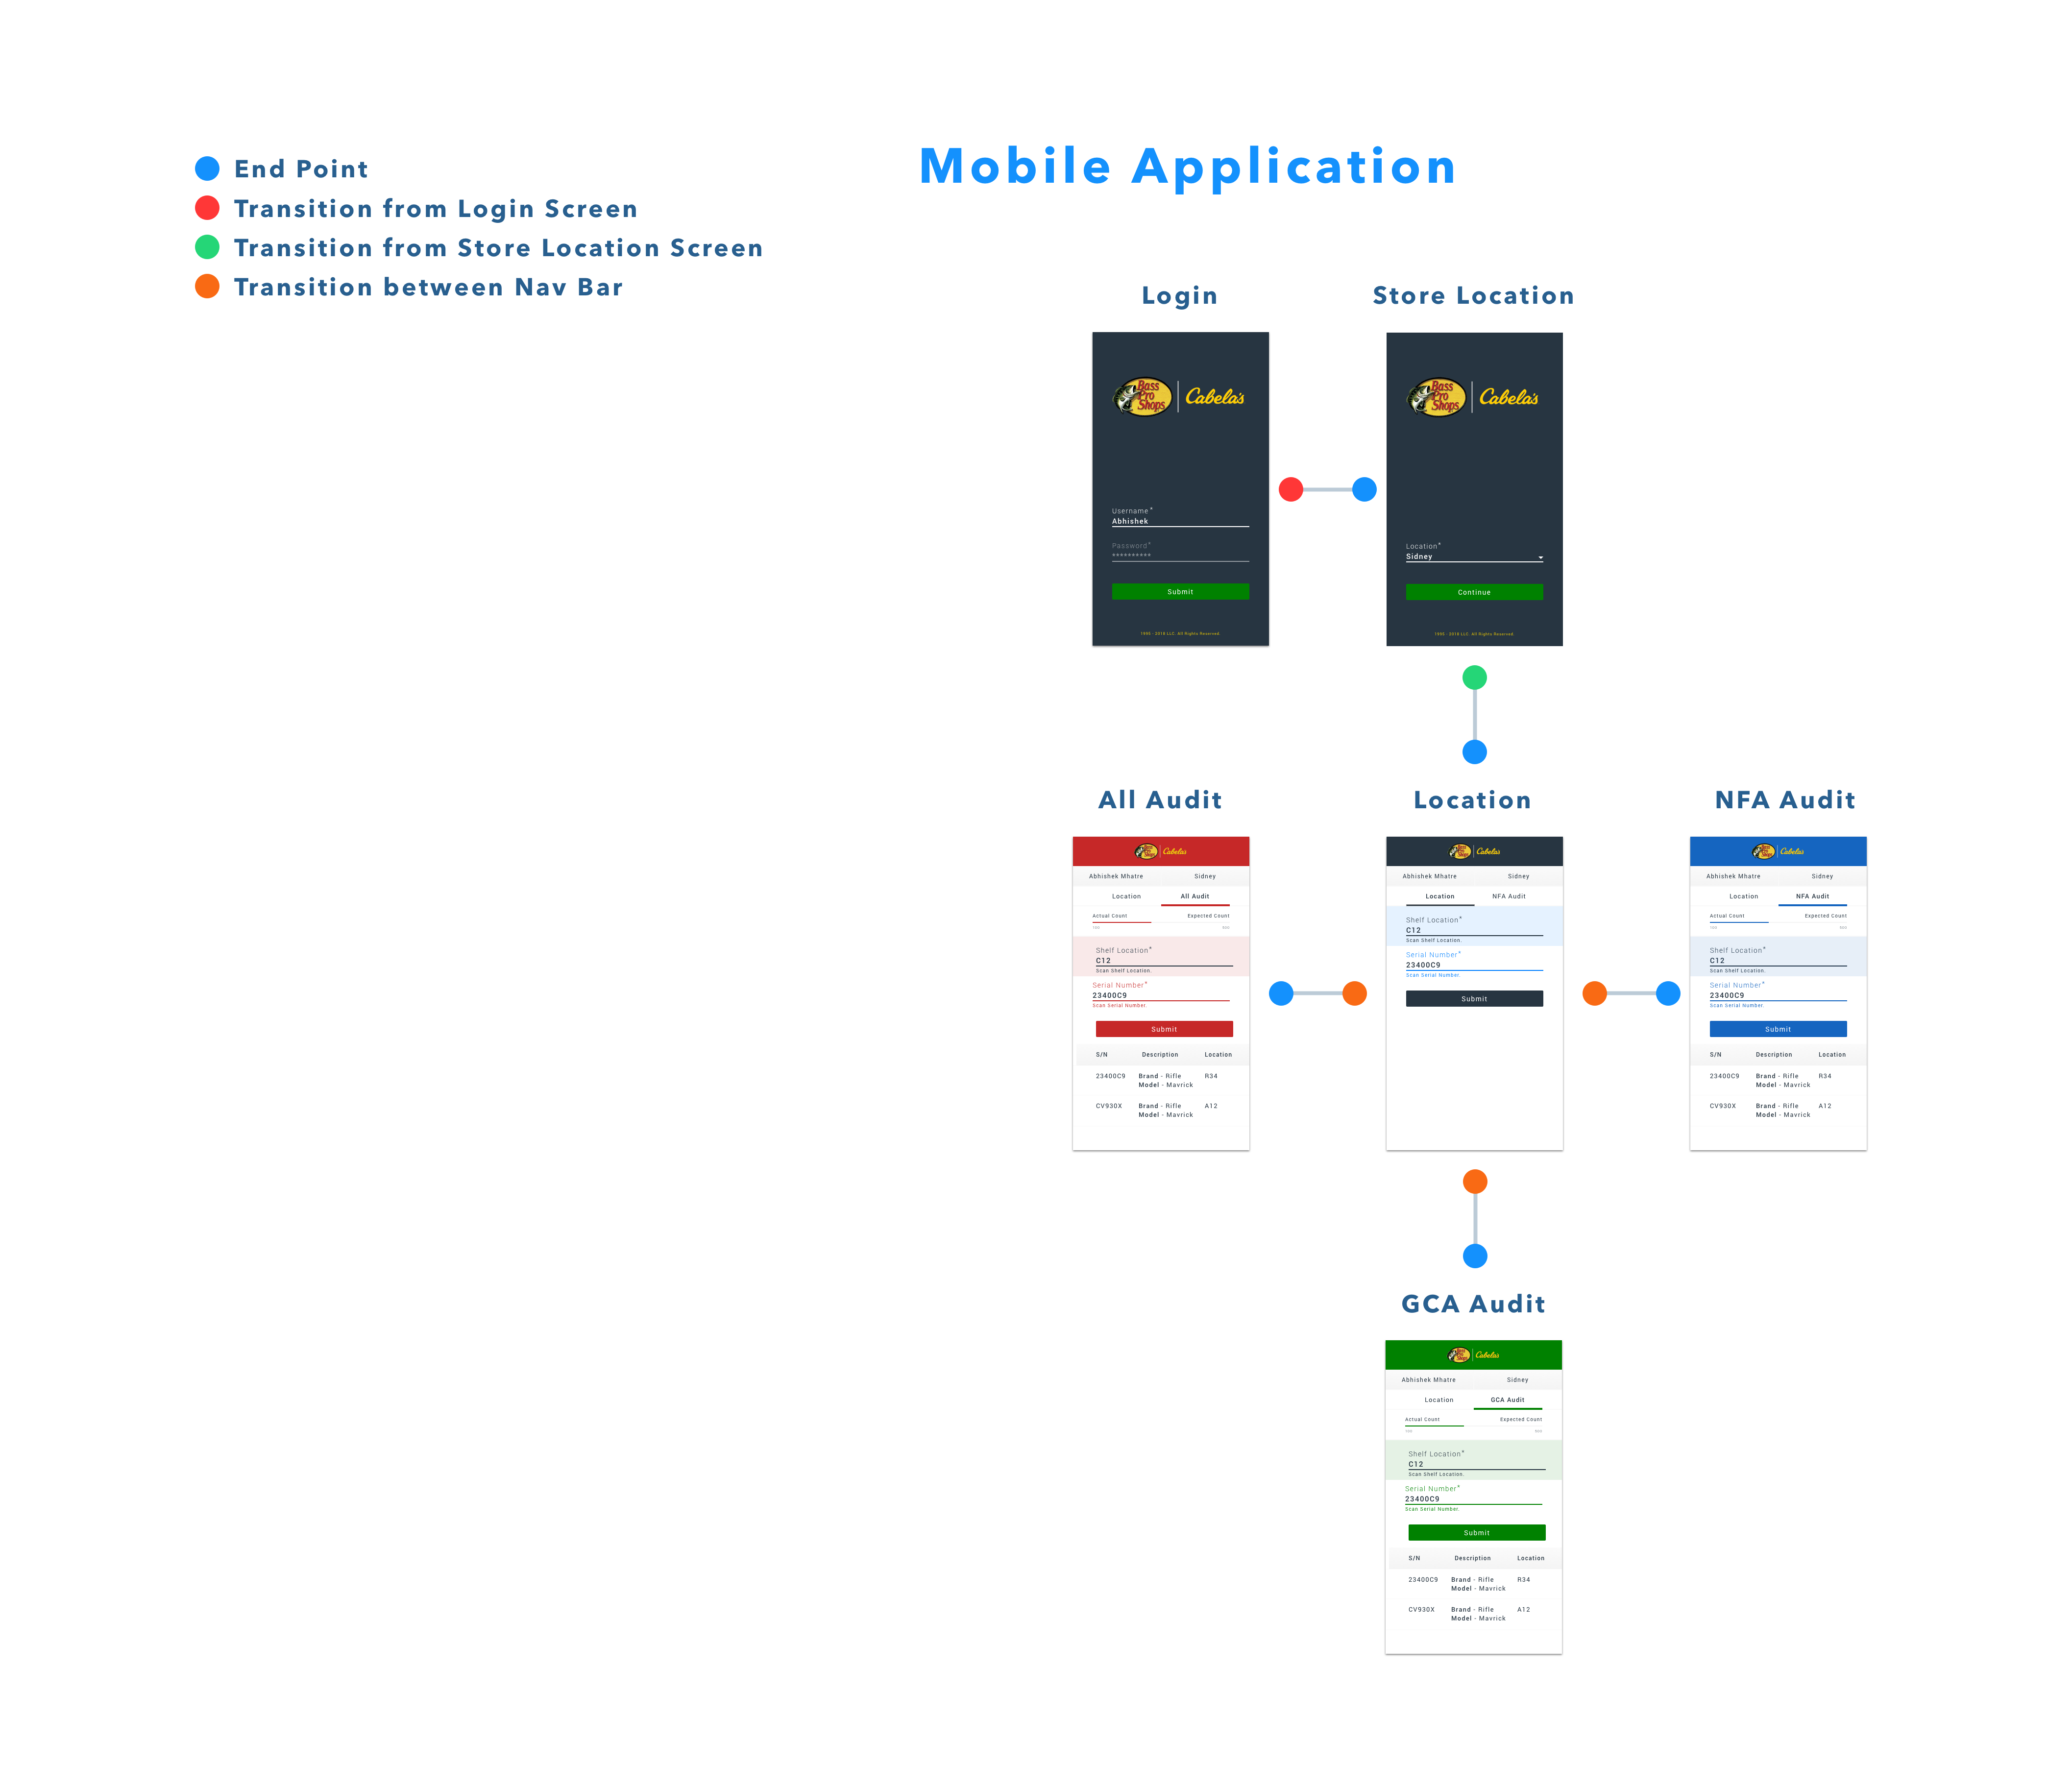 Mobile Application
End Point
Transition from Login Screen
Transition from Store Location Screen
Transition between Nav Bar
Login
Bass
Pro
Shops
Cabela's
Username*
Abhishek
Password*
**********
Submit
Store Location
Bass
Pro
Shops
Cabela's
Location*
Sidney
Continue
All Audit
Cabela's
Abhishek Mhatre Sidney
Location All Audit
Actual Count Expected Count
Shelf Location*
C12
Scan Shelf Location.
Serial Number*
23400C9
Scan Serial Number.
Submit
S/N Description Location
23400C9 Brand - Rifle R34
Model - Mavrick
CV930X Brand - Rifle A12
Model - Mavrick
Location
Cabela's
Abhishek Mhatre Sidney
Location NFA Audit
Shelf Location*
C12
Scan Shelf Location.
Serial Number*
23400C9
Scan Serial Number.
Submit
NFA Audit
Cabela's
Abhishek Mhatre Sidney
Location NFA Audit
Actual Count Expected Count
Shelf Location*
C12
Scan Shelf Location.
Serial Number*
23400C9
Scan Serial Number.
Submit
S/N Description Location
23400C9 Brand - Rifle R34
Model - Mavrick
CV930X Brand - Rifle A12
Model - Mavrick
GCA Audit
Cabela's
Abhishek Mhatre Sidney
Location GCA Audit
Actual Count Expected Count
Shelf Location*
C12
Scan Shelf Location.
Serial Number*
23400C9
Scan Serial Number.
Submit
S/N Description Location
23400C9 Brand - Rifle R34
Model - Mavrick
CV930X Brand - Rifle A12
Model - Mavrick